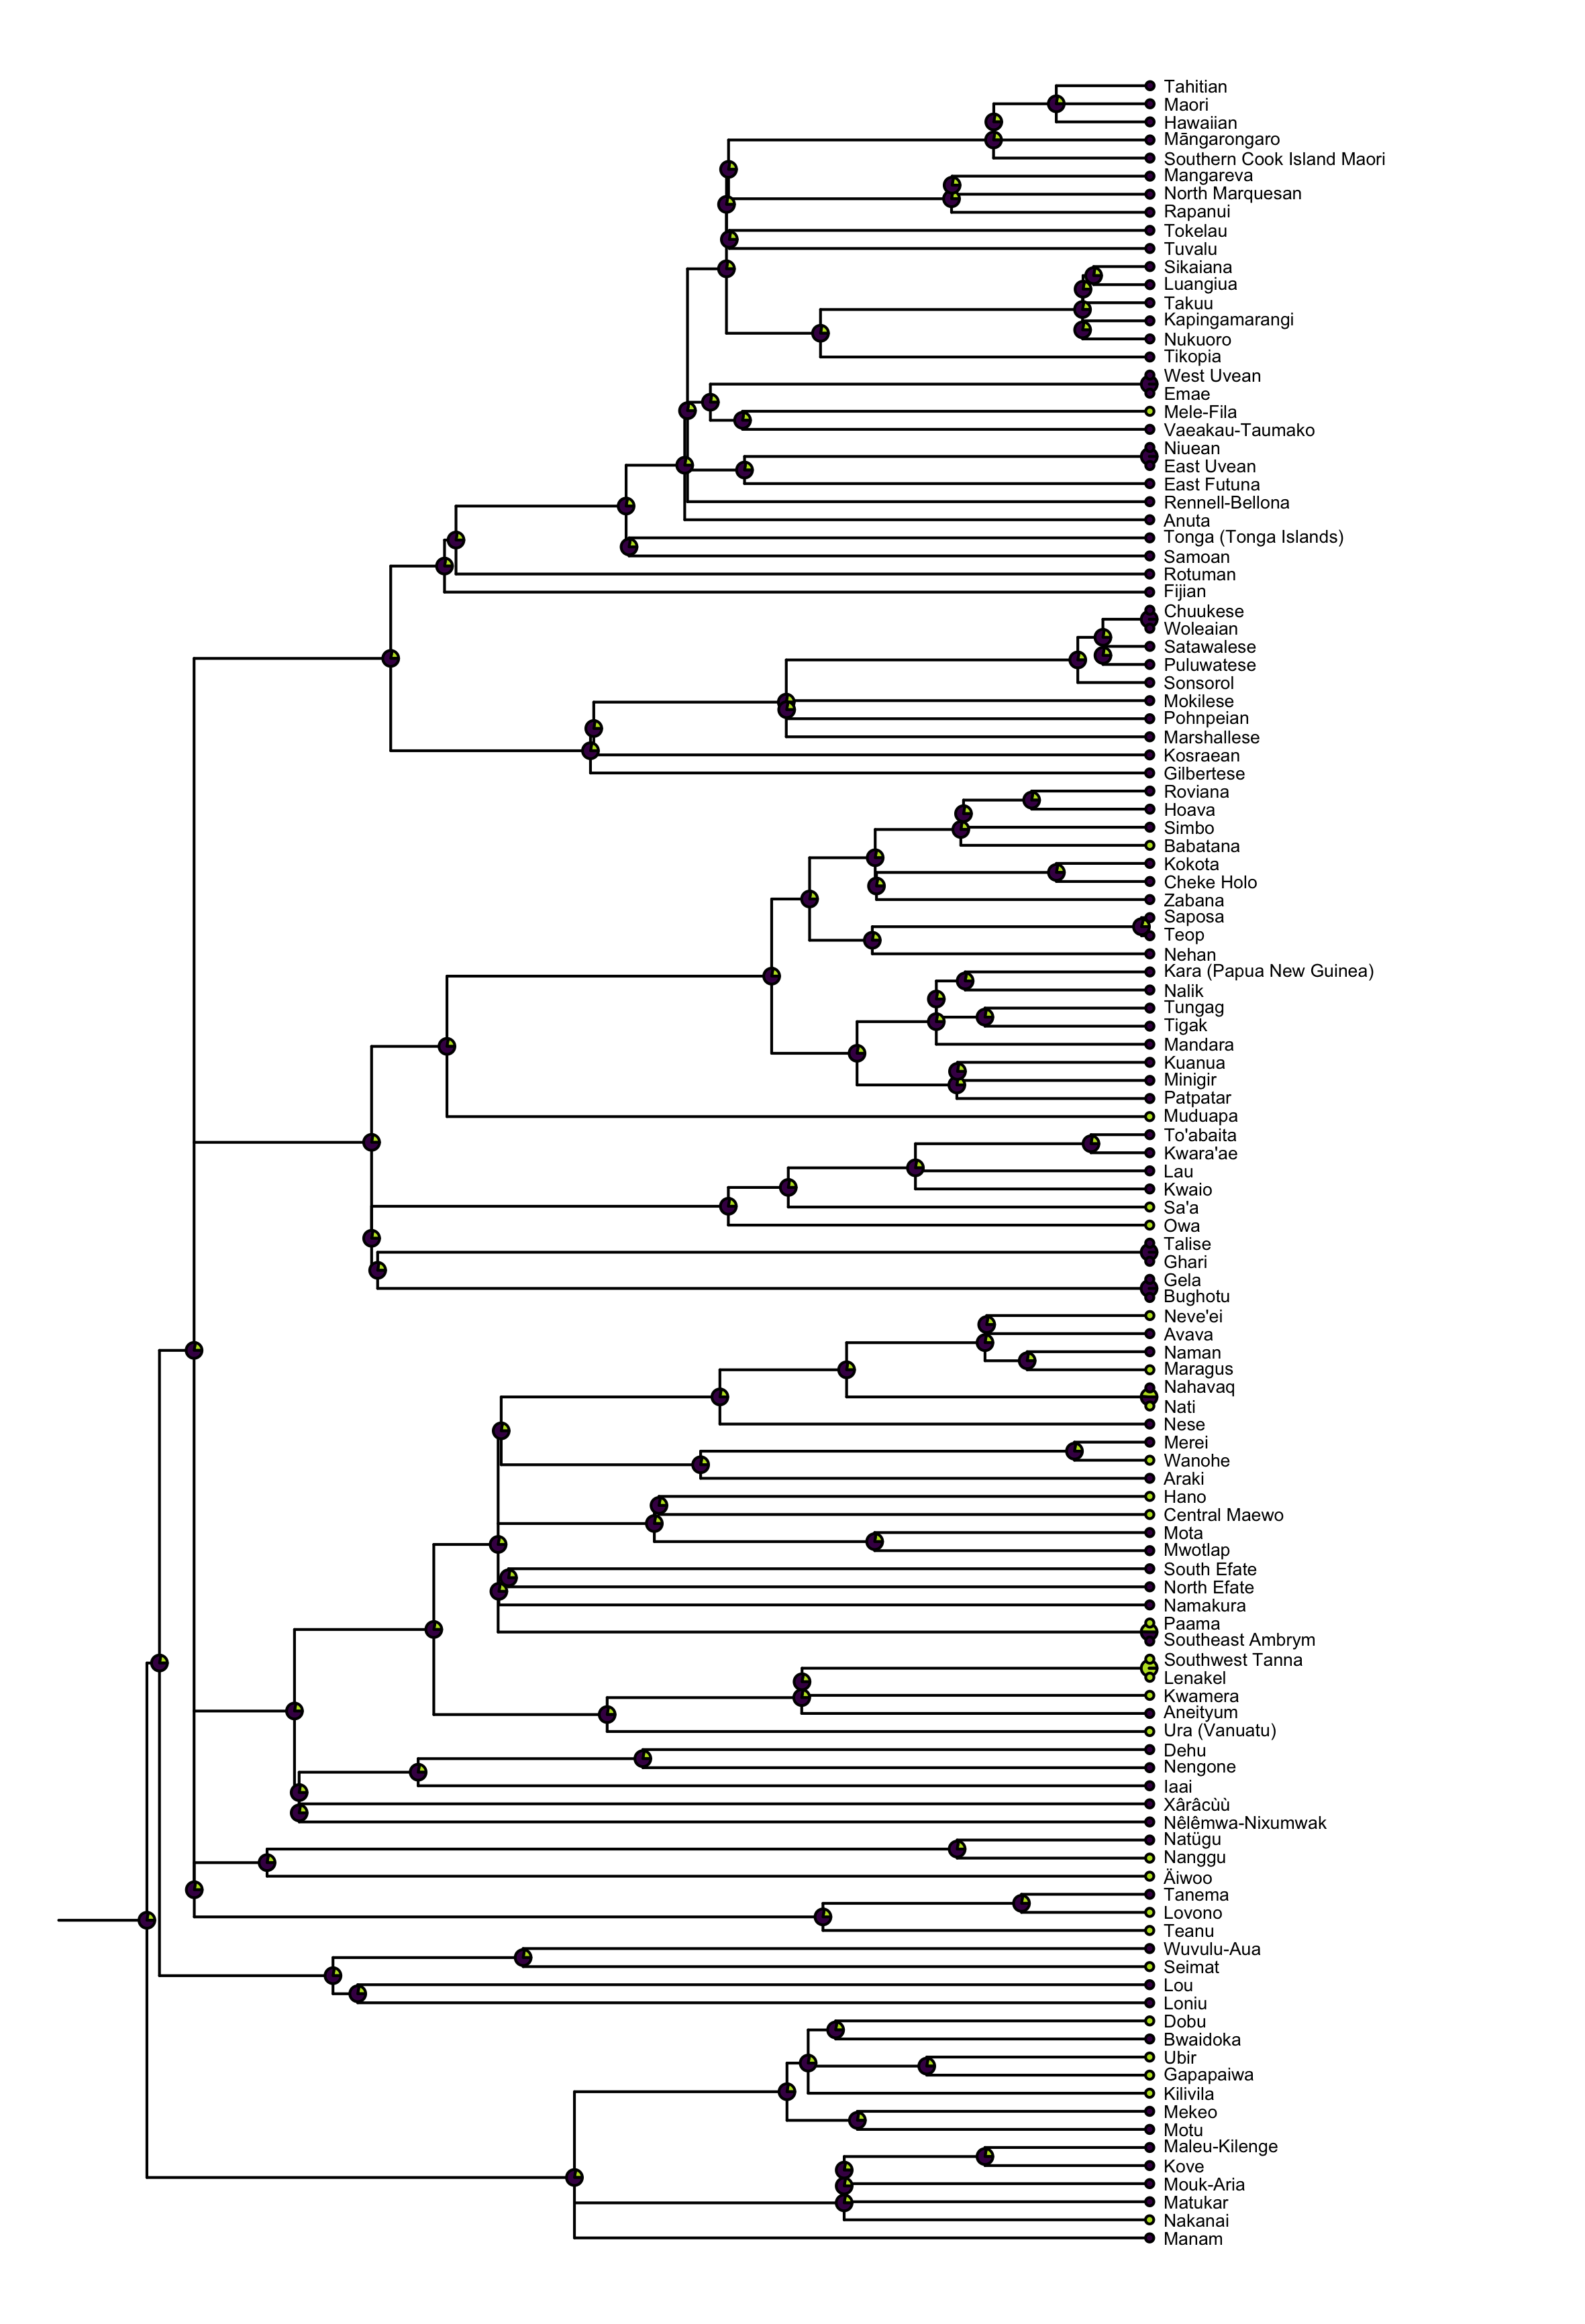 Tahitian
Maori
Hawaiian
Māngarongaro
Southern Cook Island Maori
Mangareva
North Marquesan
Rapanui
Tokelau
Tuvalu
Sikaiana
Luangiua
Takuu
Kapingamarangi
Nukuoro
Tikopia
West Uvean
Emae
Mele-Fila
Vaeakau-Taumako
Niuean
East Uvean
East Futuna
Rennell-Bellona
Anuta
Tonga (Tonga Islands)
Samoan
Rotuman
Fijian
Chuukese
Woleaian
Satawalese
Puluwatese
Sonsorol
Mokilese
Pohnpeian
Marshallese
Kosraean
Gilbertese
Roviana
Hoava
Simbo
Babatana
Kokota
Cheke Holo
Zabana
Saposa
Teop
Nehan
Kara (Papua New Guinea)
Nalik
Tungag
Tigak
Mandara
Kuanua
Minigir
Patpatar
Muduapa
To'abaita
Kwara'ae
Lau
Kwaio
Sa'a
Owa
Talise
Ghari
Gela
Bughotu
Neve'ei
Avava
Naman
Maragus
Nahavaq
Nati
Nese
Merei
Wanohe
Araki
Hano
Central Maewo
Mota
Mwotlap
South Efate
North Efate
Namakura
Paama
Southeast Ambrym
Southwest Tanna
Lenakel
Kwamera
Aneityum
Ura (Vanuatu)
Dehu
Nengone
Iaai
Xârâcùù
Nêlêmwa-Nixumwak
Natügu
Nanggu
Äiwoo
Tanema
Lovono
Teanu
Wuvulu-Aua
Seimat
Lou
Loniu
Dobu
Bwaidoka
Ubir
Gapapaiwa
Kilivila
Mekeo
Motu
Maleu-Kilenge
Kove
Mouk-Aria
Matukar
Nakanai
Manam